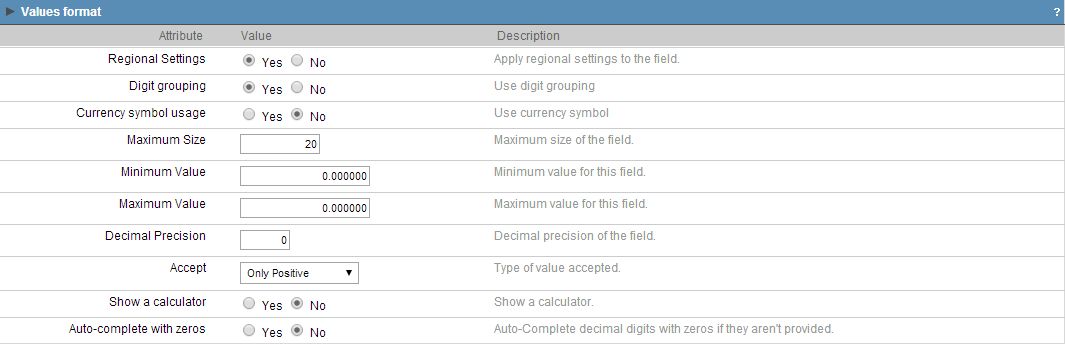 Values format ?
Attribute Value Description
Regional Settings Yes No Apply regional settings to the field.
Digit grouping Yes No Use digit grouping
Currency symbol usage Yes No Use currency symbol
Maximum Size 20 Maximum size of the field.
Minimum Value 0.000000 Minimum value for this field.
Maximum Value 0.000000 Maximum value for this field.
Decimal Precision 0 Decimal precision of the field.
Accept Only Positive Type of value accepted.
Show a calculator Yes No Show a calculator.
Auto-complete with zeros Yes No Auto-Complete decimal digits with zeros if they aren't provided.